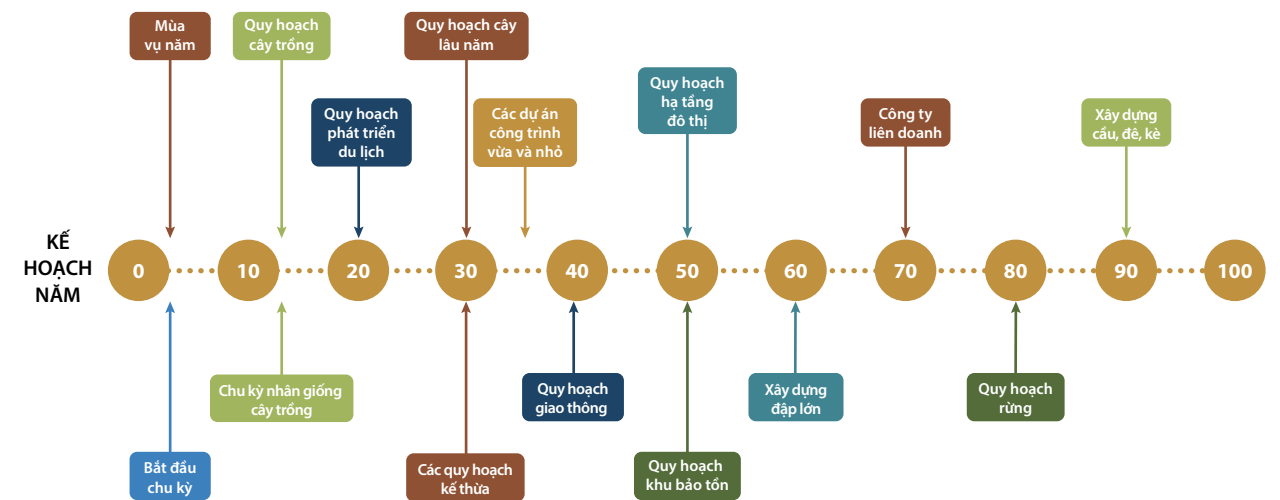 Mùa
vụ năm
Quy hoạch
cây trồng
Quy hoạch cây
lâu năm
Quy hoạch
phát triển
du lịch
Các dự án
công trình
vừa và nhỏ
Quy hoạch
hạ tầng
đô thị
Công ty
liên doanh
Xây dựng
cầu, đê, kè
KẾ
HOẠCH
NĂM
0
10
20
30
40
50
60
70
80
90
100
Chu kỳ nhân giống
cây trồng
Quy hoạch
giao thông
Xây dựng
đập lớn
Quy hoạch
rừng
Bắt đầu
chu kỳ
Các quy hoạch
kế thừa
Quy hoạch
khu bảo tồn